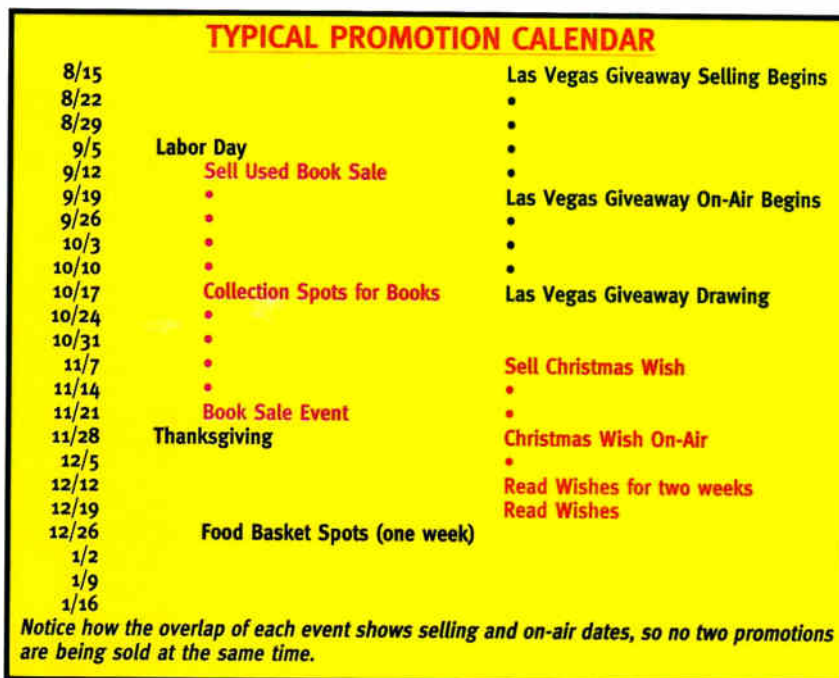 TYPICAL PROMOTION CALENDAR
8/15 Las Vegas Giveaway Selling Begins
8/22 •
8/29 •
9/5 Labor Day •
9/12 Sell Used Book Sale •
9/19 • Las Vegas Giveaway On-Air Begins
9/26 • •
10/3 • •
10/10 • •
10/17 Collection Spots for Books Las Vegas Giveaway Drawing
10/24 •
10/31 •
11/7 • Sell Christmas Wish
11/14 • •
11/21 Book Sale Event •
11/28 Thanksgiving Christmas Wish On-Air
12/5 •
12/12 Read Wishes for two weeks
12/19 Read Wishes
12/26 Food Basket Spots (one week)
1/2
1/9
1/16
Notice how the overlap of each event shows selling and on-air dates, so no two promotions
are being sold at the same time.